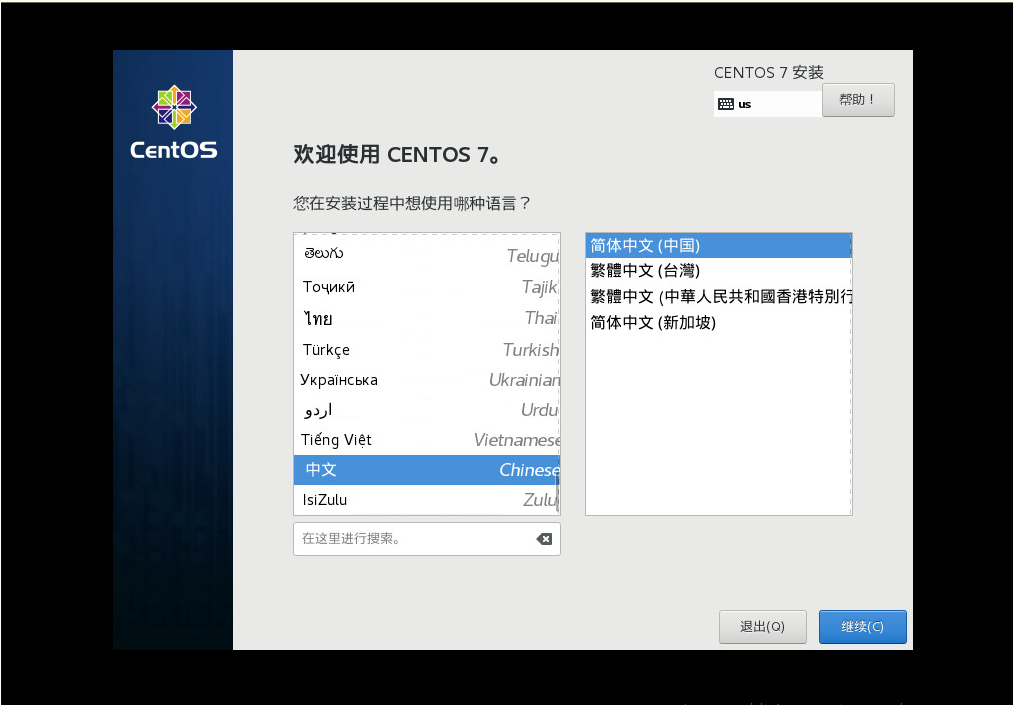 CentOS
CENTOS 7 安装
us
帮助！
欢迎使用 CENTOS 7。
您在安装过程中想使用哪种语言？
తెలుగు Telugu
Тоҷикӣ Tajik
ไทย Thai
Türkçe Turkish
Українська Ukrainian
اردو Urdu
Tiếng Việt Vietnamese
中文 Chinese
IsiZulu Zulu
在这里进行搜索。
简体中文 (中国)
繁體中文 (台灣)
繁體中文 (中華人民共和國香港特別行
简体中文 (新加坡)
退出(Q)
继续(C)